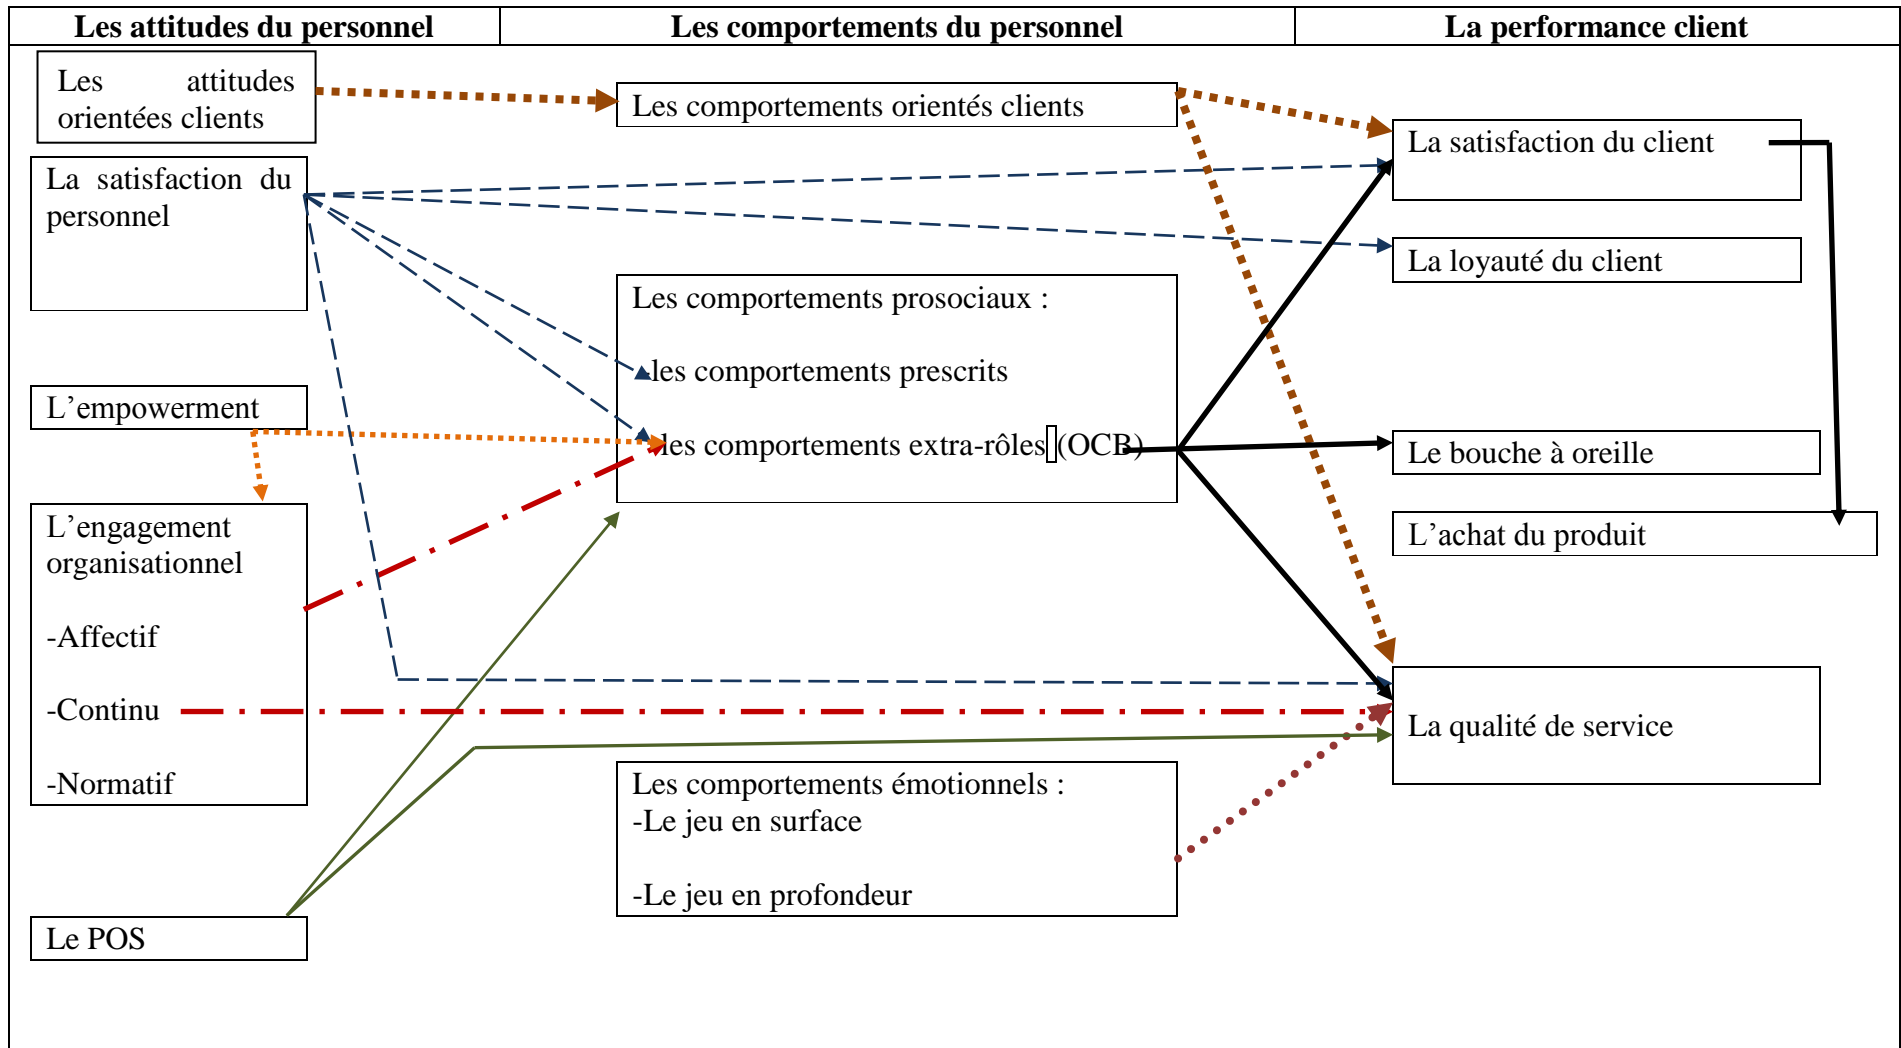 Les attitudes du personnel
Les comportements du personnel
La performance client
Les attitudes
orientées clients
La satisfaction du
personnel
L’empowerment
L’engagement
organisationnel
-Affectif
-Continu
-Normatif
Le POS
Les comportements orientés clients
Les comportements prosociaux :
-les comportements prescrits
-les comportements extra-rôles (OCB)
Les comportements émotionnels :
-Le jeu en surface
-Le jeu en profondeur
La satisfaction du client
La loyauté du client
Le bouche à oreille
L’achat du produit
La qualité de service